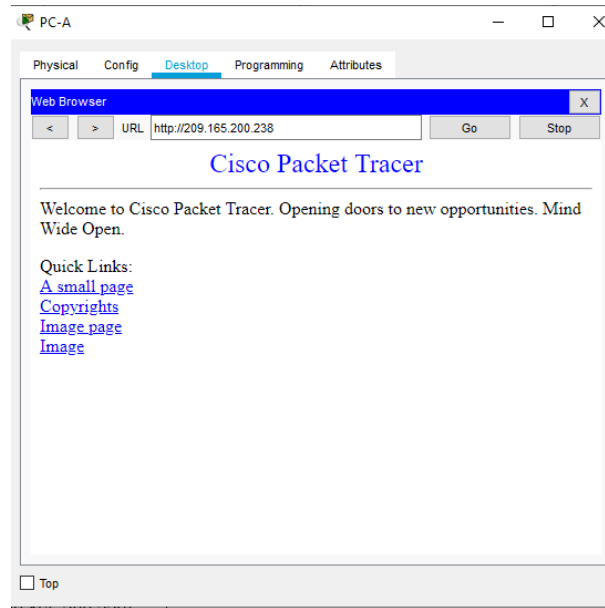 PC-A
Physical Config Desktop Programming Attributes
Web Browser X
< > URL http://209.165.200.238 Go Stop
Cisco Packet Tracer
Welcome to Cisco Packet Tracer. Opening doors to new opportunities. Mind
Wide Open.
Quick Links:
A small page
Copyrights
Image page
Image
Top